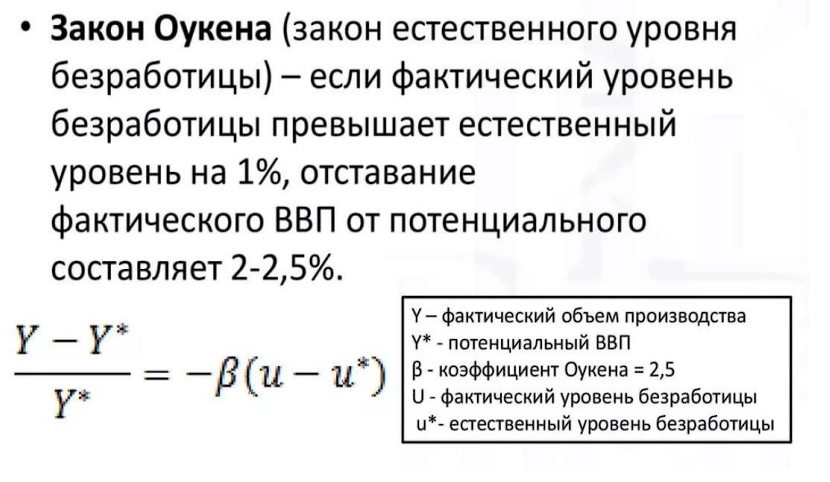 • Закон Оукена (закон естественного уровня
безработицы) – если фактический уровень
безработицы превышает естественный
уровень на 1%, отставание
фактического ВВП от потенциального
составляет 2-2,5%.
Y − Y*
Y*
= −β(u − u*)
Y – фактический объем производства
Y* - потенциальный ВВП
β - коэффициент Оукена = 2,5
U - фактический уровень безработицы
u*- естественный уровень безработицы